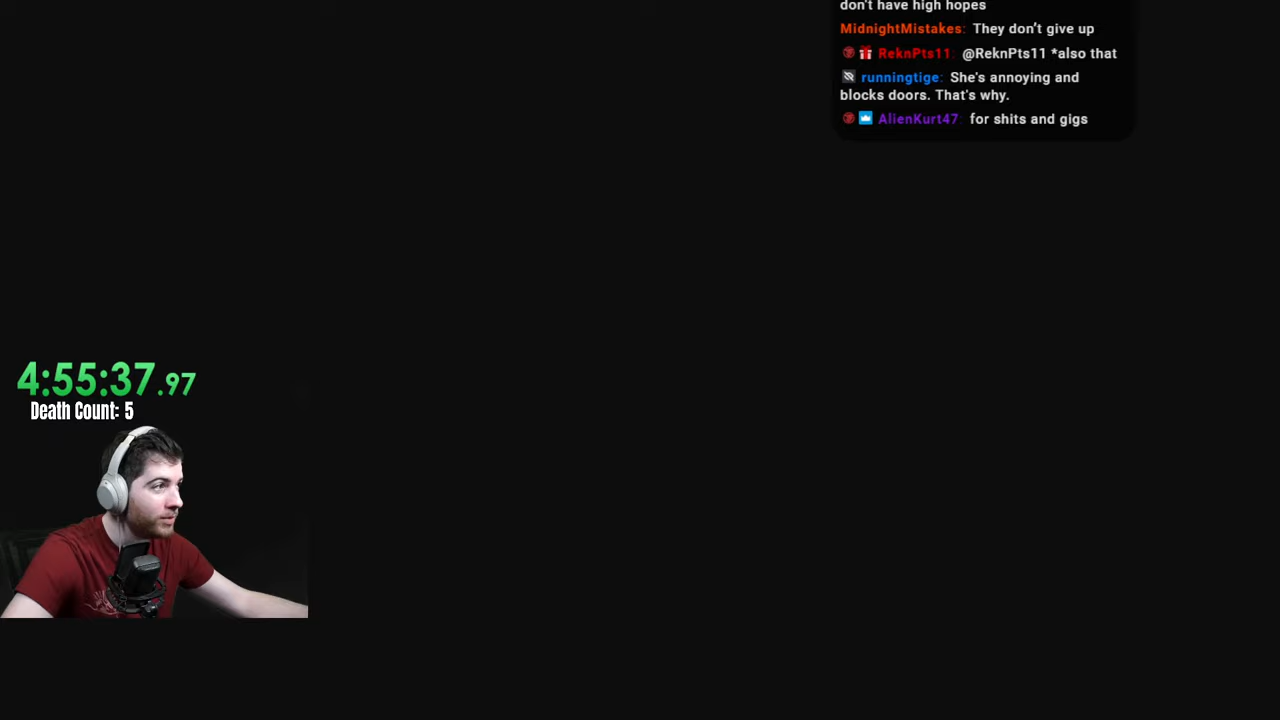 don't have high hopes
MidnightMistakes: They don’t give up
ReknPts11: @ReknPts11 *also that
runningtige: She's annoying and
blocks doors. That's why.
AlienKurt47: for shits and gigs
4:55:37.97
Death Count: 5